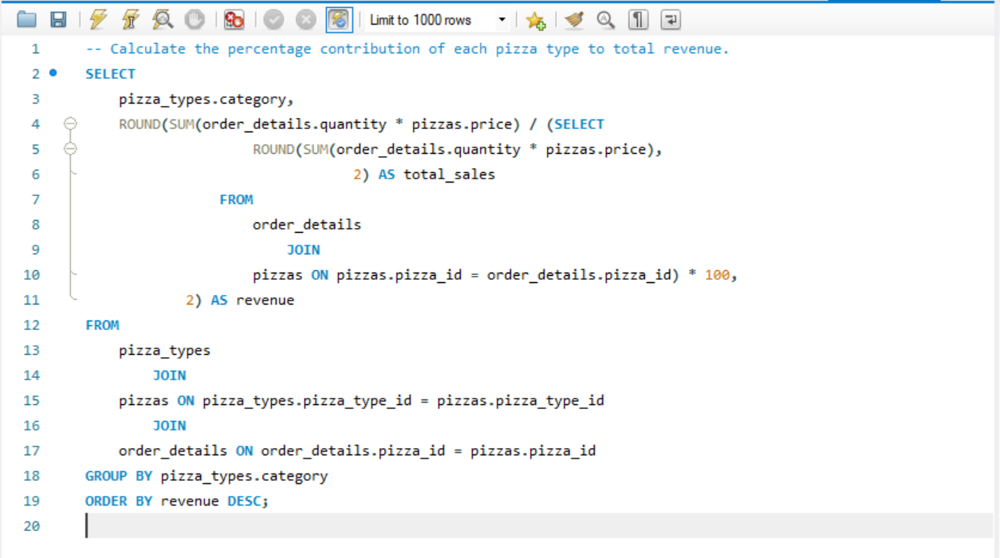 Limit to 1000 rows
1 -- Calculate the percentage contribution of each pizza type to total revenue.
2 SELECT
3 pizza_types.category,
4 ROUND(SUM(order_details.quantity * pizzas.price) / (SELECT
5 ROUND(SUM(order_details.quantity * pizzas.price),
6 2) AS total_sales
7 FROM
8 order_details
9 JOIN
10 pizzas ON pizzas.pizza_id = order_details.pizza_id) * 100,
11 2) AS revenue
12 FROM
13 pizza_types
14 JOIN
15 pizzas ON pizza_types.pizza_type_id = pizzas.pizza_type_id
16 JOIN
17 order_details ON order_details.pizza_id = pizzas.pizza_id
18 GROUP BY pizza_types.category
19 ORDER BY revenue DESC;
20